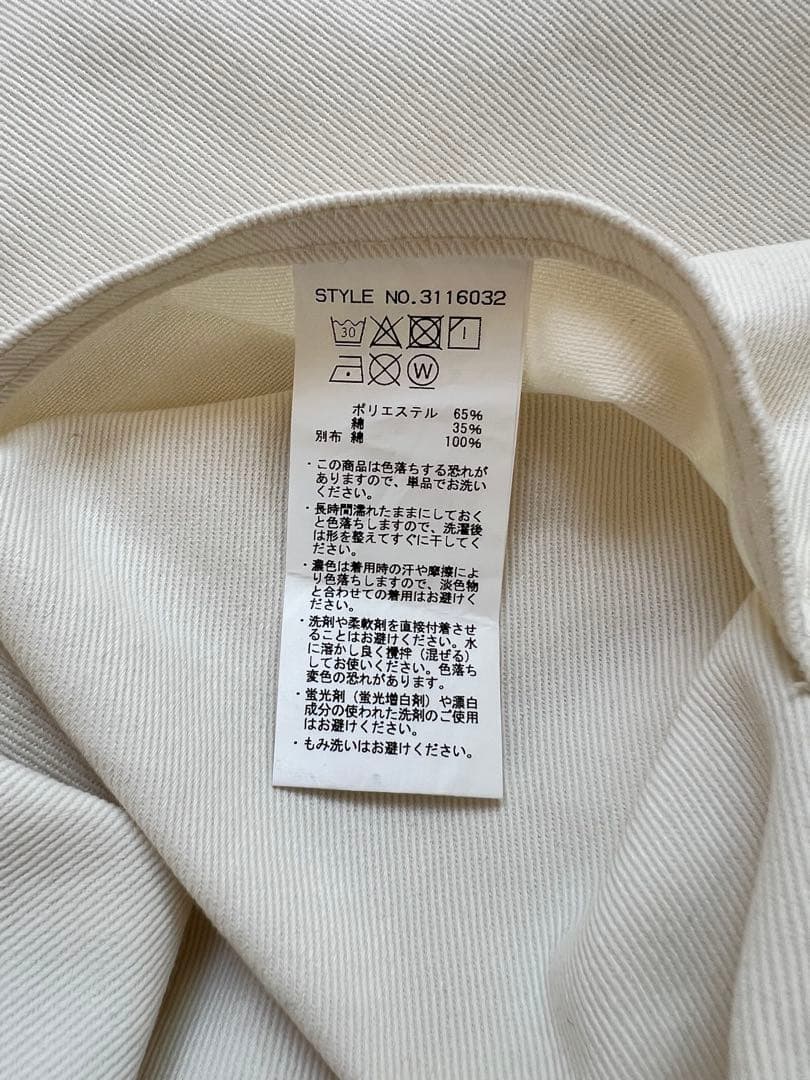 STYLE NO.3116032
30
W
ポリエステル 65%
綿 35%
別布 綿 100%
・この商品は色落ちする恐れが
ありますので、単品でお洗い
ください。
・長時間濡れたままにしておく
と色落ちしますので、洗濯後
は形を整えてすぐに干してく
ださい。
・濃色は着用時の汗や摩擦によ
り色落ちしますので、淡色物
と合わせての着用はお避けく
ださい。
・洗剤や柔軟剤を直接付着させ
ることはお避けください。水
に溶かし良く攪拌（混ぜる）
してお使いください。色落ち
変色の恐れがあります。
・蛍光剤（蛍光増白剤）や漂白
成分の使われた洗剤のご使用
はお避けください。
・もみ洗いはお避けください。